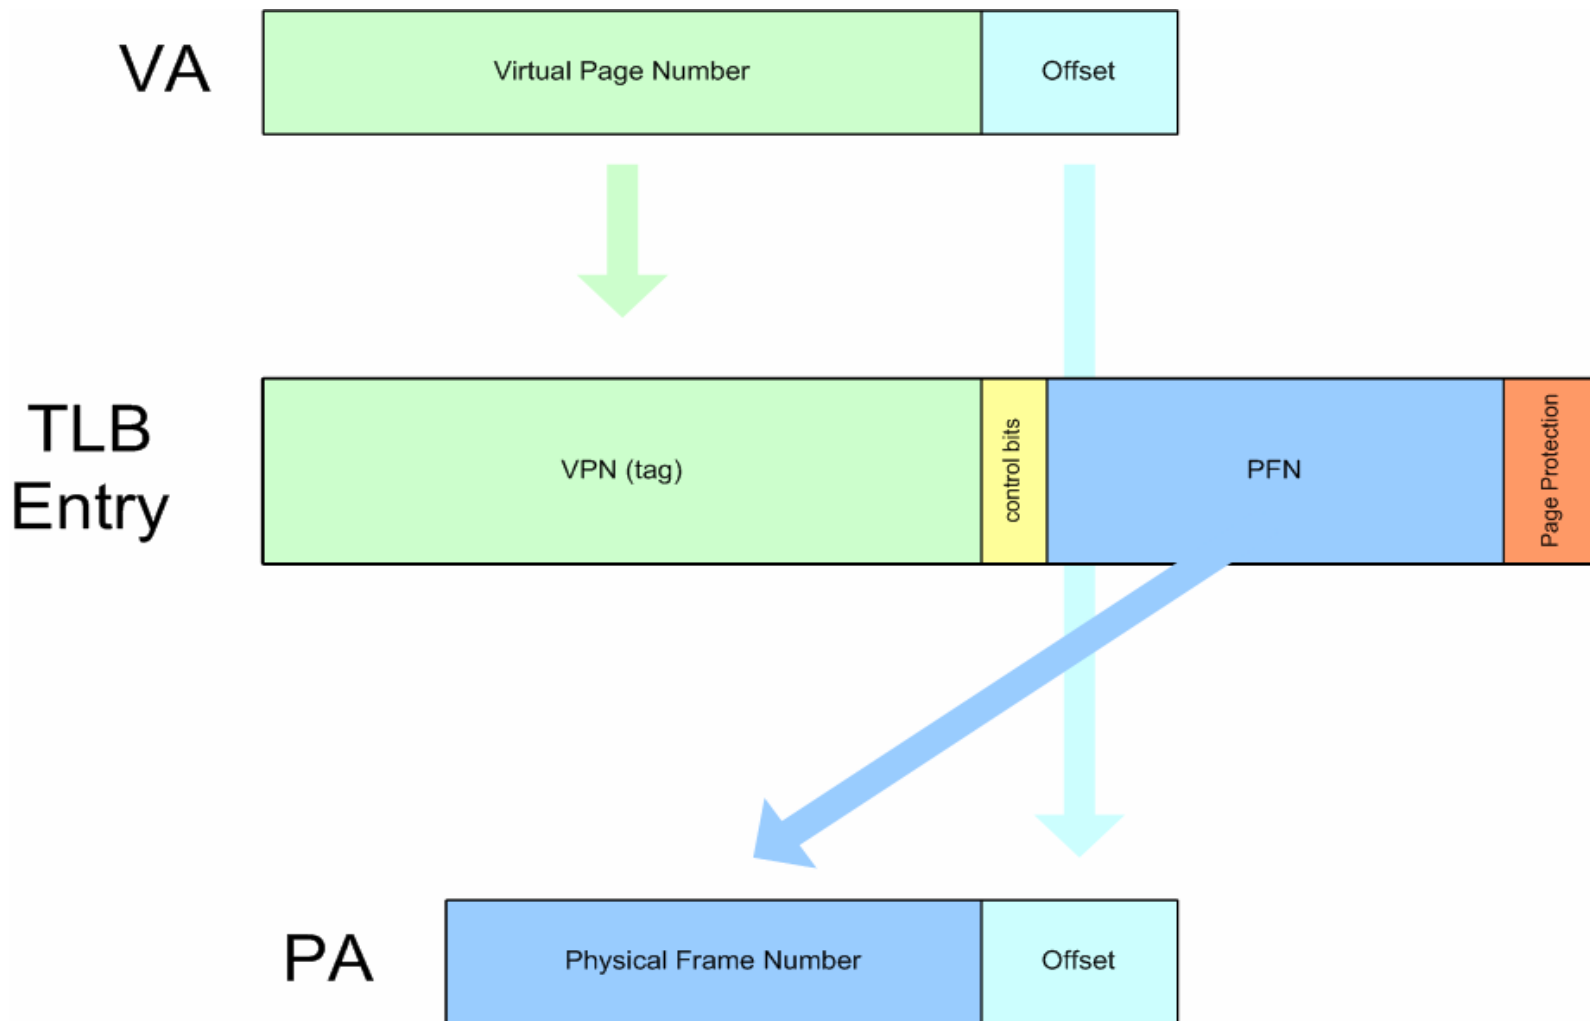 VA
Virtual Page Number
Offset
TLB
Entry
VPN (tag)
control bits
PFN
Page Protection
PA
Physical Frame Number
Offset